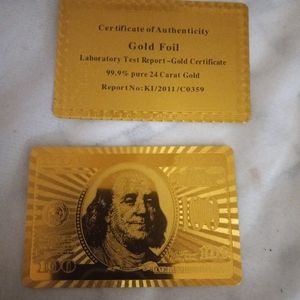 Certificate of Authenticity
Gold Foil
Laboratory Test Report -Gold Certificate
99.9% pure 24 Carat Gold
Report No: KI/2011/C0359
100
100